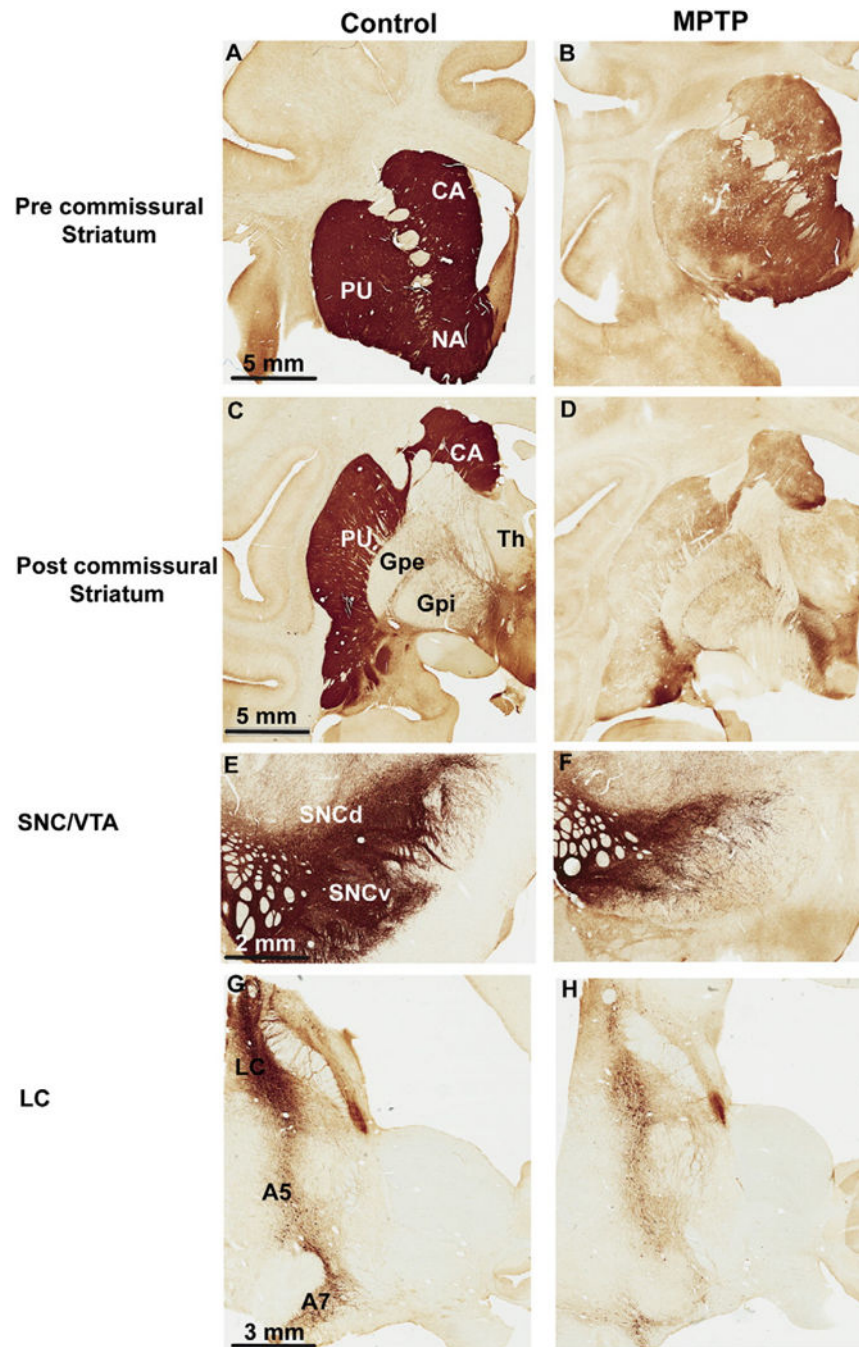 Control MPTP
A B
Pre commissural
Striatum
CA
PU
NA
5 mm
C D
Post commissural
Striatum
CA
PU
Th
Gpe
Gpi
5 mm
E F
SNC/VTA
SNCd
SNCv
2 mm
G H
LC
LC
A5
A7
3 mm